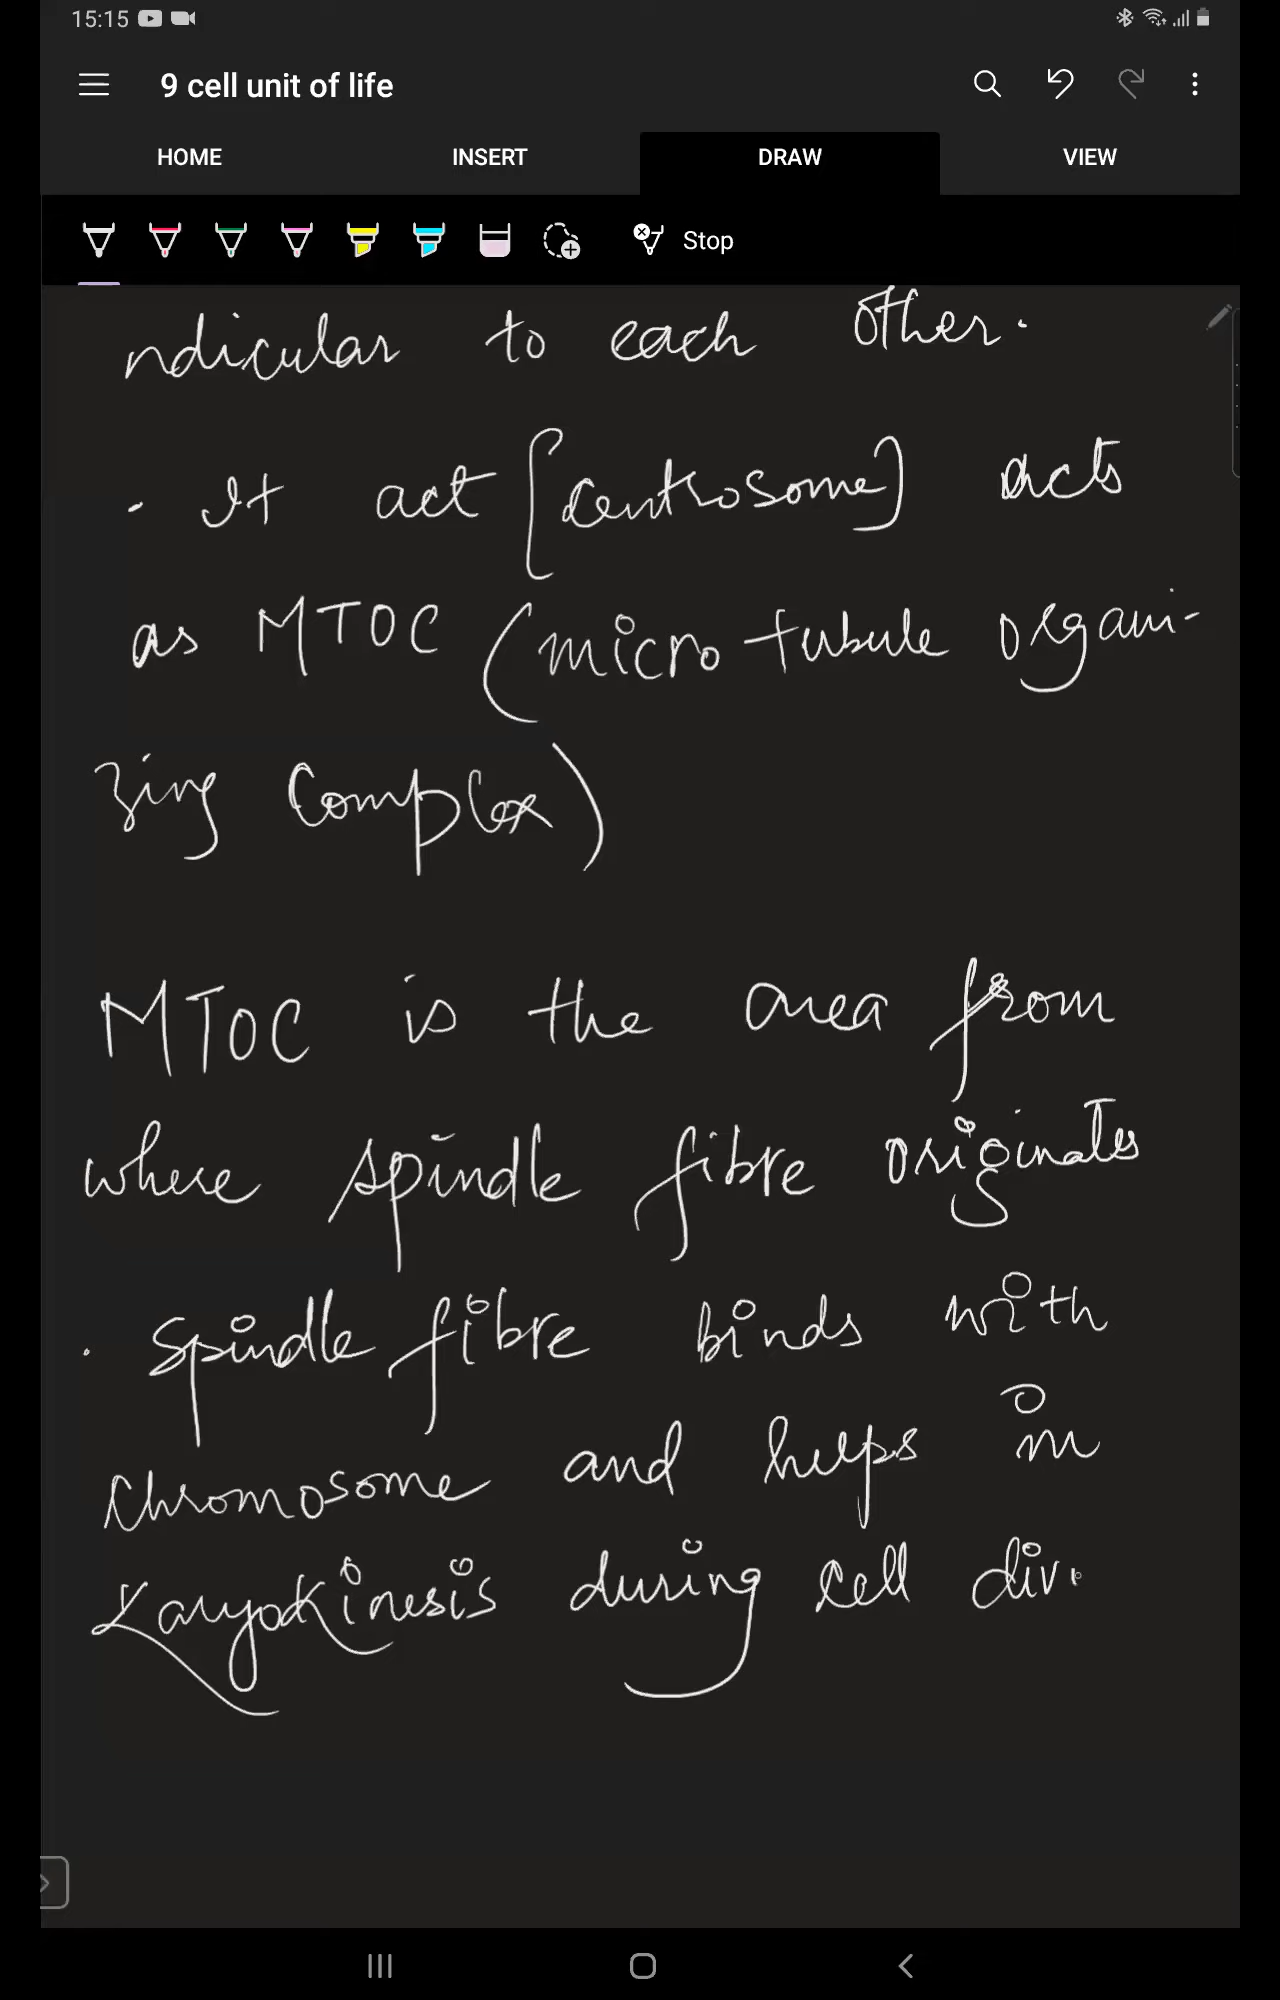 15:15
9 cell unit of life
HOME INSERT DRAW VIEW
Stop
ndicular to each other.
. It act [centrosome] acts
as MTOC (micro tubule organi-
zing complex)
MTOC is the area from
where spindle fibre originates
. Spindle fibre binds with
Chromosome and helps in
Karyokinesis during cell divi